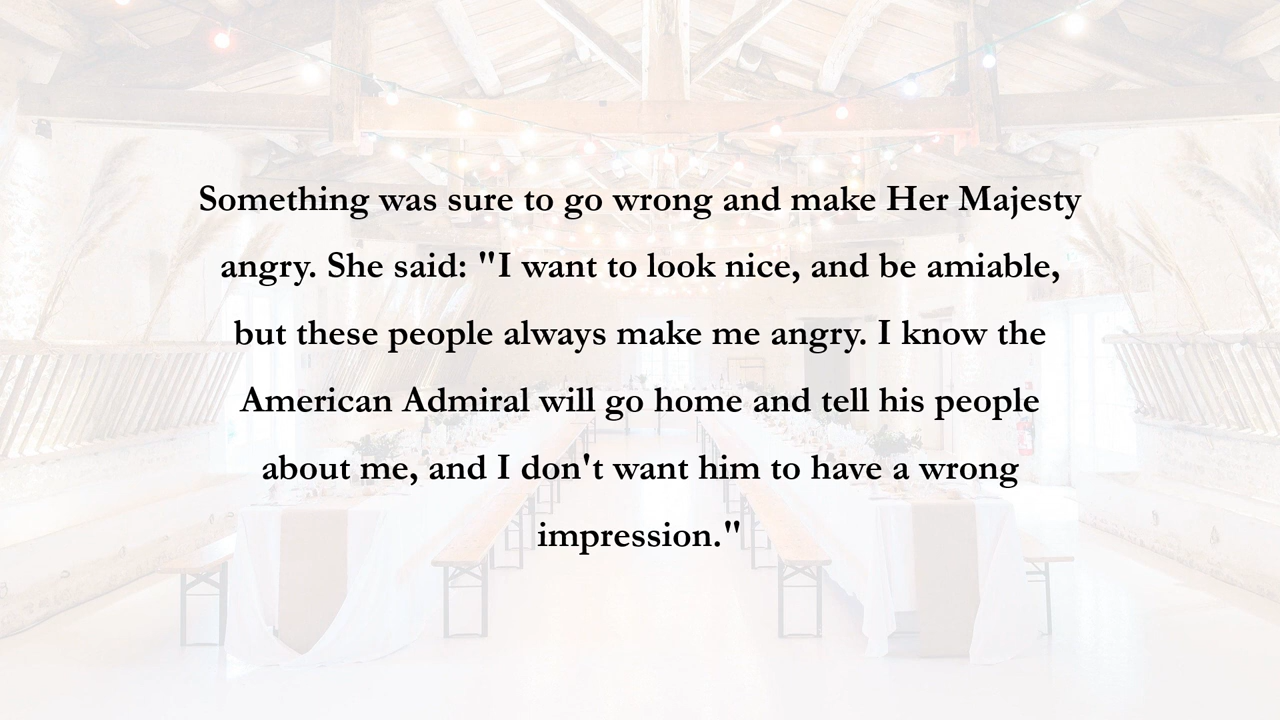 Something was sure to go wrong and make Her Majesty
angry. She said: "I want to look nice, and be amiable,
but these people always make me angry. I know the
American Admiral will go home and tell his people
about me, and I don't want him to have a wrong
impression."